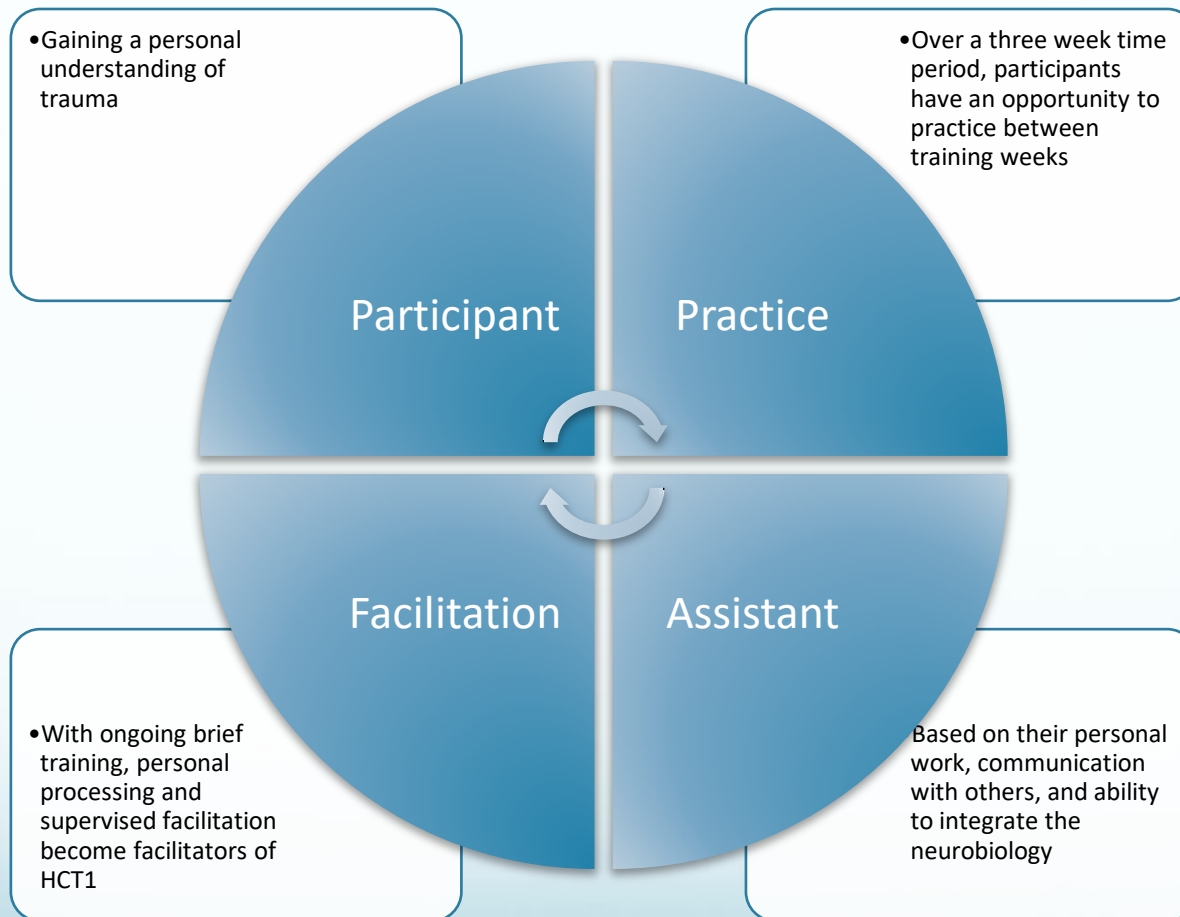 •Gaining a personal
understanding of
trauma
•Over a three week time
period, participants
have an opportunity to
practice between
training weeks
Participant
Practice
Facilitation
Assistant
•With ongoing brief
training, personal
processing and
supervised facilitation
become facilitators of
HCT1
Based on their personal
work, communication
with others, and ability
to integrate the
neurobiology